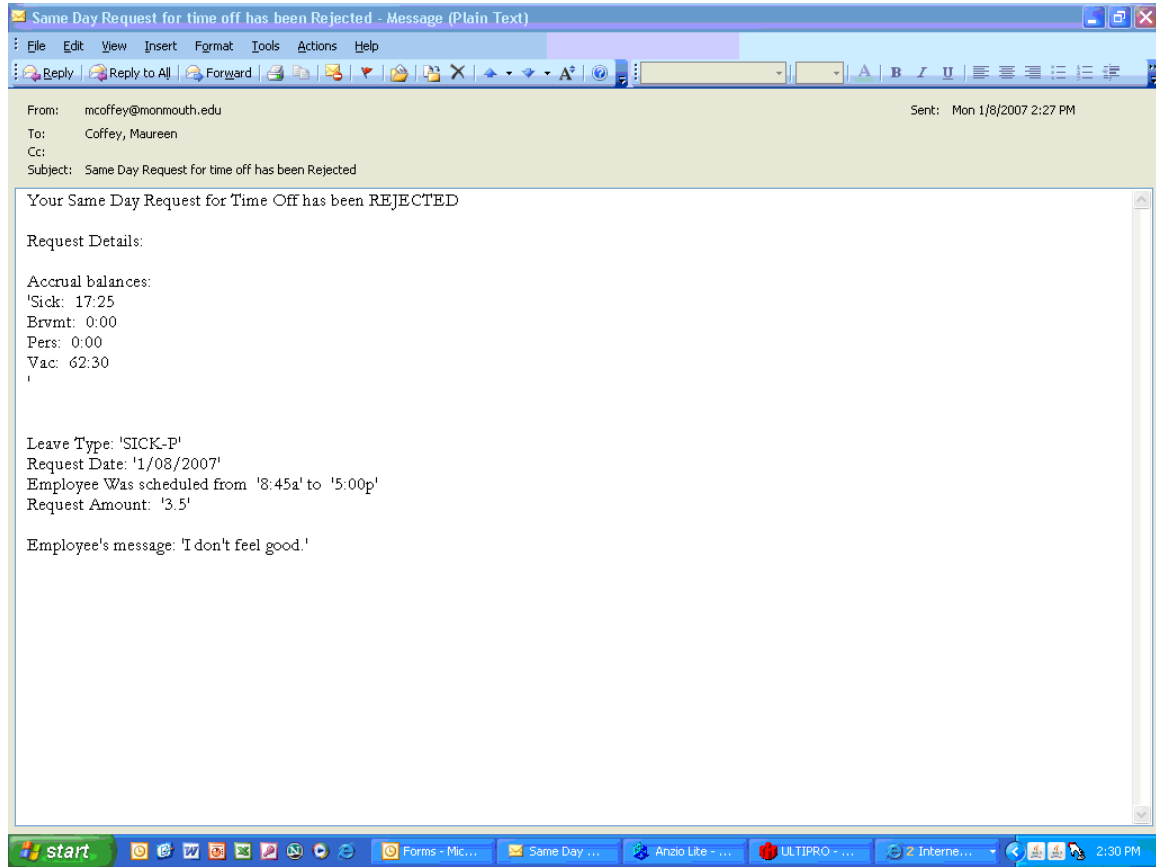 Same Day Request for time off has been Rejected - Message (Plain Text)
File Edit View Insert Format Tools Actions Help
Reply Reply to All Forward
From: mcoffey@monmouth.edu Sent: Mon 1/8/2007 2:27 PM
To: Coffey, Maureen
Cc:
Subject: Same Day Request for time off has been Rejected
Your Same Day Request for Time Off has been REJECTED
Request Details:
Accrual balances:
'Sick: 17:25
Brvmt: 0:00
Pers: 0:00
Vac: 62:30
'
Leave Type: 'SICK-P'
Request Date: '1/08/2007'
Employee Was scheduled from '8:45a' to '5:00p'
Request Amount: '3.5'
Employee's message: 'I don't feel good.'
start Forms - Mic... Same Day ... Anzio Lite - ... ULTIPRO - ... 2 Interne... 2:30 PM